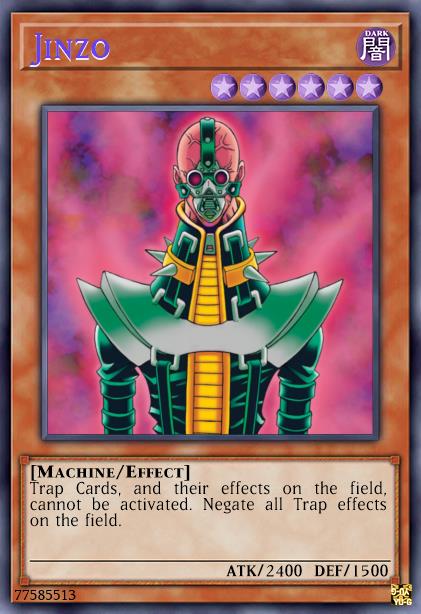 Jinzo
DARK
闇
[Machine/Effect]
Trap Cards, and their effects on the field,
cannot be activated. Negate all Trap effects
on the field.
ATK/2400 DEF/1500
77585513